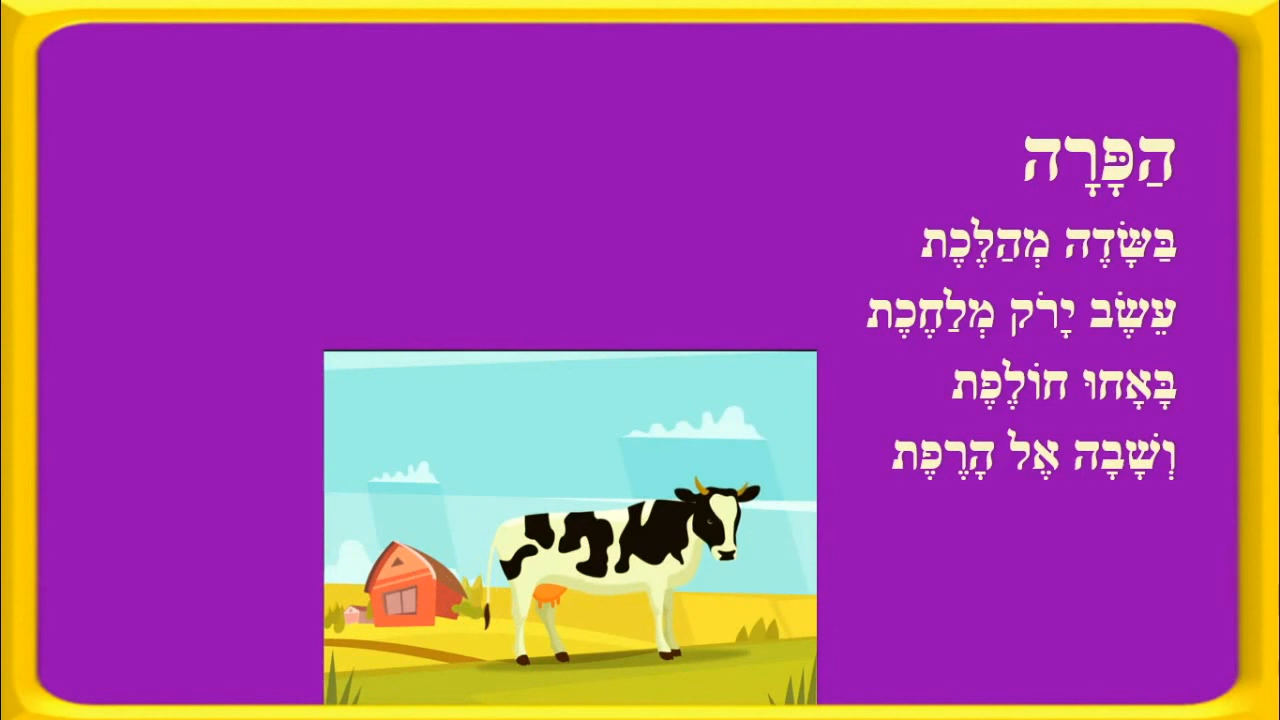 הַפָּרָה
בַּשָּׂדֶה מְהַלֶּכֶת
עֵשֶׂב יָרֹק מְלַחֶכֶת
בָּאָחוּ חוֹלֶפֶת
וְשָׁבָה אֶל הָרֶפֶת